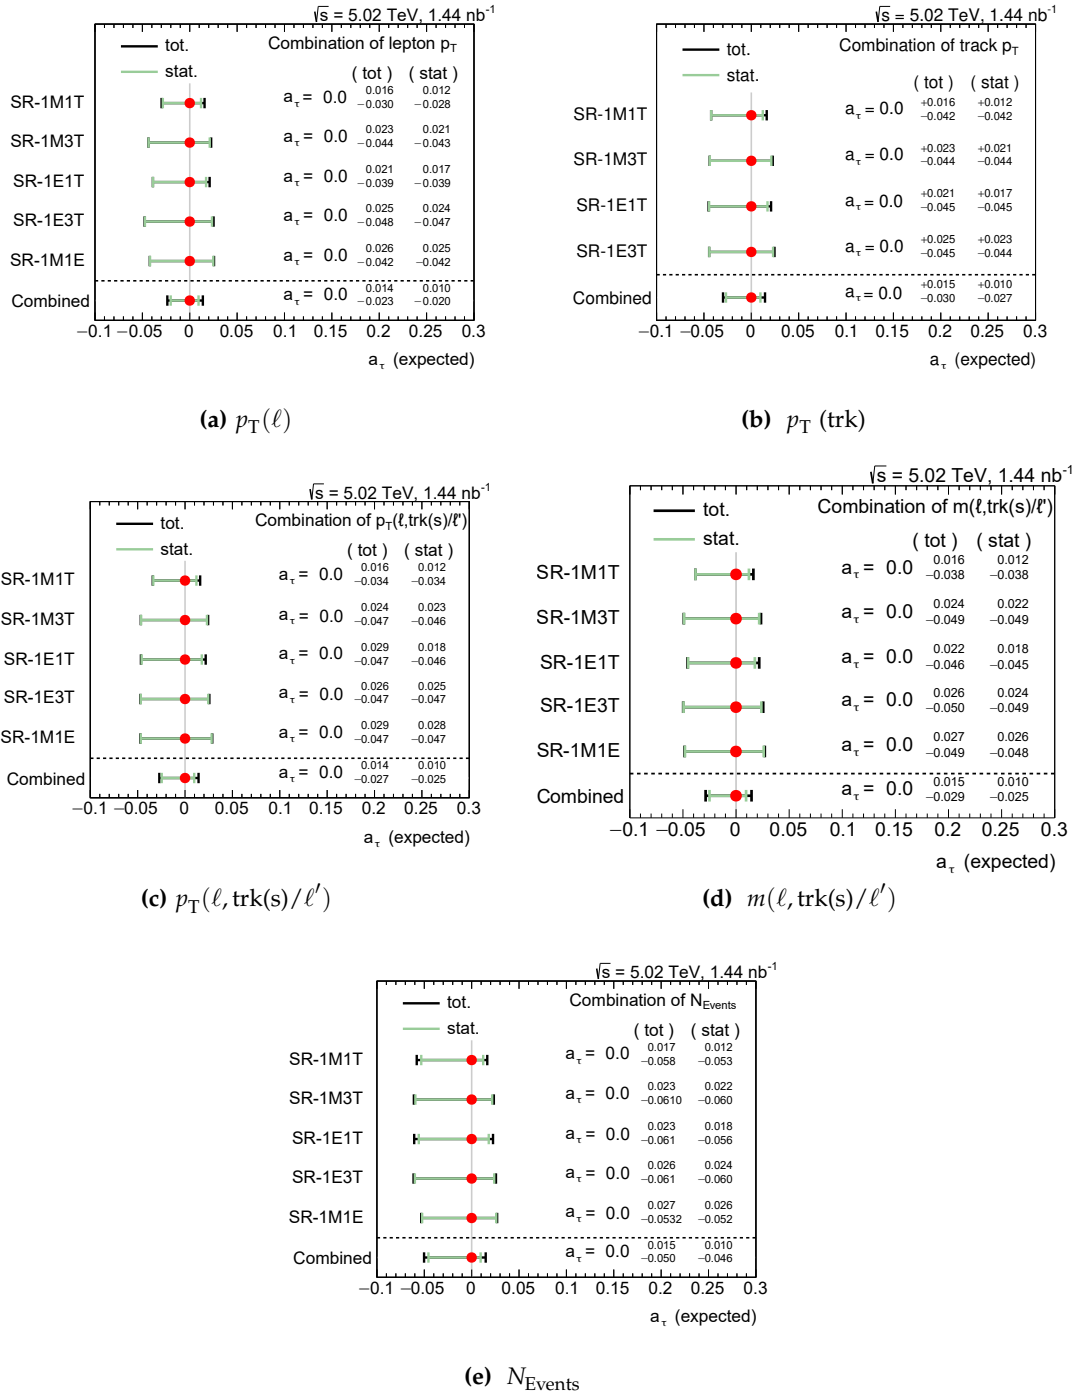 √s = 5.02 TeV, 1.44 nb-1
tot. Combination of lepton pT
stat. ( tot ) ( stat )
SR-1M1T aτ = 0.0 0.016 −0.030 0.012 −0.028
SR-1M3T aτ = 0.0 0.023 −0.044 0.021 −0.043
SR-1E1T aτ = 0.0 0.021 −0.039 0.017 −0.039
SR-1E3T aτ = 0.0 0.025 −0.048 0.024 −0.047
SR-1M1E aτ = 0.0 0.026 −0.042 0.025 −0.042
Combined aτ = 0.0 0.014 −0.023 0.010 −0.020
−0.1 −0.05 0 0.05 0.1 0.15 0.2 0.25 0.3
aτ (expected)
(a) pT(ℓ)
√s = 5.02 TeV, 1.44 nb-1
tot. Combination of track pT
stat. ( tot ) ( stat )
SR-1M1T aτ = 0.0 +0.016 −0.042 +0.012 −0.042
SR-1M3T aτ = 0.0 +0.023 −0.044 +0.021 −0.044
SR-1E1T aτ = 0.0 +0.021 −0.045 +0.017 −0.045
SR-1E3T aτ = 0.0 +0.025 −0.045 +0.023 −0.044
Combined aτ = 0.0 +0.015 −0.030 +0.010 −0.027
−0.1 −0.05 0 0.05 0.1 0.15 0.2 0.25 0.3
aτ (expected)
(b) pT (trk)
√s = 5.02 TeV, 1.44 nb-1
tot. Combination of pT(ℓ,trk(s)/ℓ')
stat. ( tot ) ( stat )
SR-1M1T aτ = 0.0 0.016 −0.034 0.012 −0.034
SR-1M3T aτ = 0.0 0.024 −0.047 0.023 −0.046
SR-1E1T aτ = 0.0 0.029 −0.047 0.018 −0.046
SR-1E3T aτ = 0.0 0.026 −0.047 0.025 −0.047
SR-1M1E aτ = 0.0 0.029 −0.047 0.028 −0.047
Combined aτ = 0.0 0.014 −0.027 0.010 −0.025
−0.1 −0.05 0 0.05 0.1 0.15 0.2 0.25 0.3
aτ (expected)
(c) pT(ℓ, trk(s)/ℓ′)
√s = 5.02 TeV, 1.44 nb-1
tot. Combination of m(ℓ,trk(s)/ℓ')
stat. ( tot ) ( stat )
SR-1M1T aτ = 0.0 0.016 −0.038 0.012 −0.038
SR-1M3T aτ = 0.0 0.024 −0.049 0.022 −0.049
SR-1E1T aτ = 0.0 0.022 −0.046 0.018 −0.045
SR-1E3T aτ = 0.0 0.026 −0.050 0.024 −0.049
SR-1M1E aτ = 0.0 0.027 −0.049 0.026 −0.048
Combined aτ = 0.0 0.015 −0.029 0.010 −0.025
−0.1 −0.05 0 0.05 0.1 0.15 0.2 0.25 0.3
aτ (expected)
(d) m(ℓ, trk(s)/ℓ′)
√s = 5.02 TeV, 1.44 nb-1
tot. Combination of NEvents
stat. ( tot ) ( stat )
SR-1M1T aτ = 0.0 0.017 −0.058 0.012 −0.053
SR-1M3T aτ = 0.0 0.023 −0.0610 0.022 −0.060
SR-1E1T aτ = 0.0 0.023 −0.061 0.018 −0.056
SR-1E3T aτ = 0.0 0.026 −0.061 0.024 −0.060
SR-1M1E aτ = 0.0 0.027 −0.0532 0.026 −0.052
Combined aτ = 0.0 0.015 −0.050 0.010 −0.046
−0.1 −0.05 0 0.05 0.1 0.15 0.2 0.25 0.3
aτ (expected)
(e) NEvents